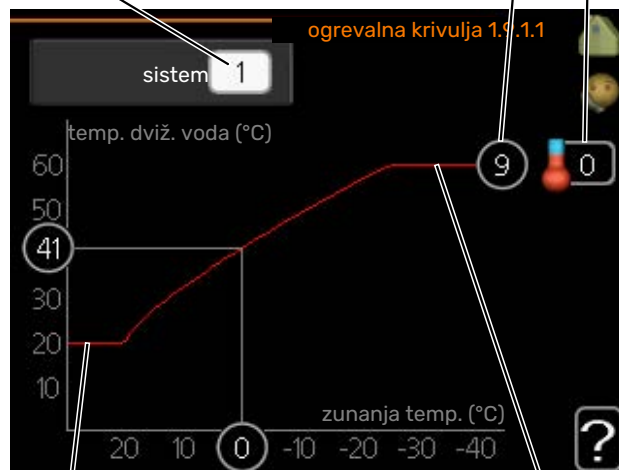 ogrevalna krivulja 1.9.1.1
sistem 1
temp. dviž. voda (°C)
60
9
0
50
41
30
20
10
zunanja temp. (°C)
20 10 0 -10 -20 -30 -40
?